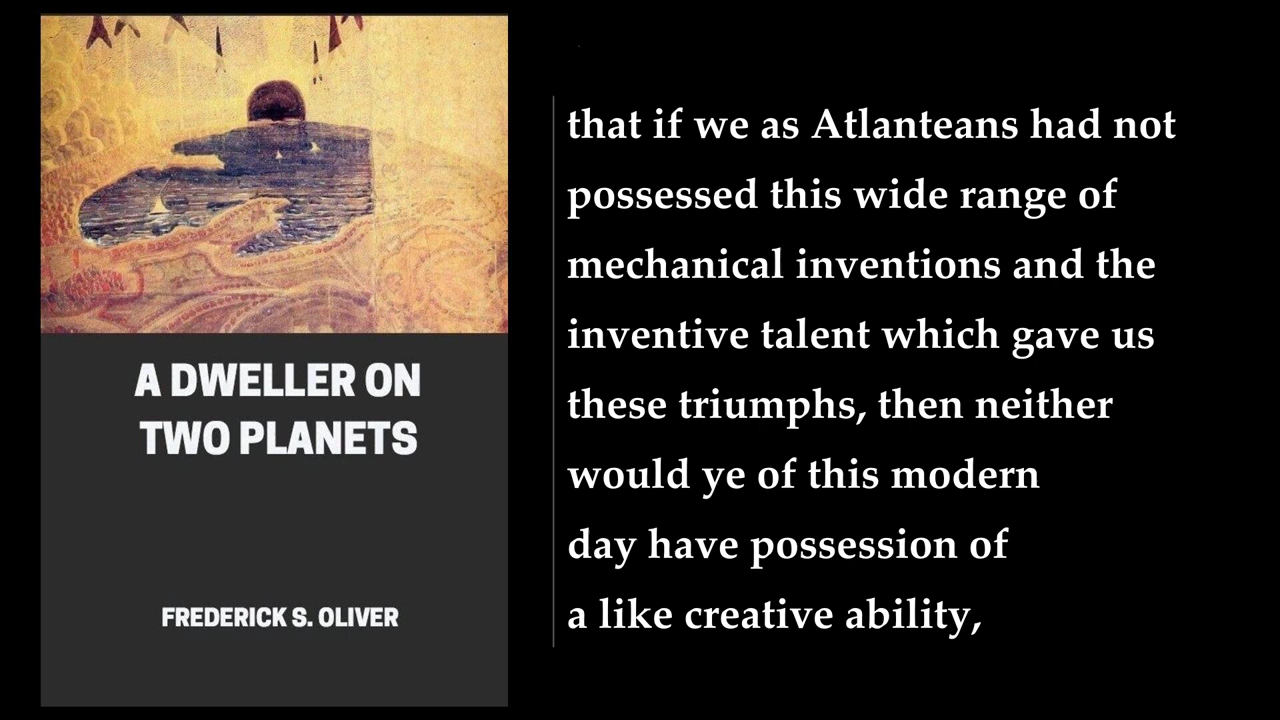 A DWELLER ON
TWO PLANETS
FREDERICK S. OLIVER
that if we as Atlanteans had not
possessed this wide range of
mechanical inventions and the
inventive talent which gave us
these triumphs, then neither
would ye of this modern
day have possession of
a like creative ability,